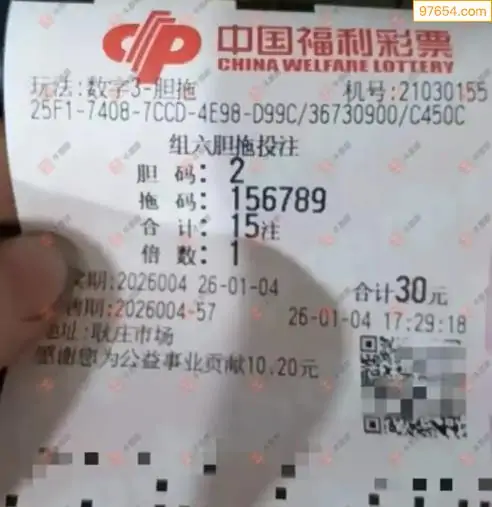 97654.com
中国福利彩票
CHINA WELFARE LOTTERY
玩法:数字3-胆拖 机号:21030155
25F1-7408-7CCD-4E98-D99C/36730900/C450C
组六胆拖投注
胆 码: 2
拖 码: 156789
合 计: 15注
倍 数: 1
期:2026004 26-01-04 合计30元
售期:2026004-57 26-01-04 17:29:18
地址:耿庄市场
感谢您为公益事业贡献10.20元